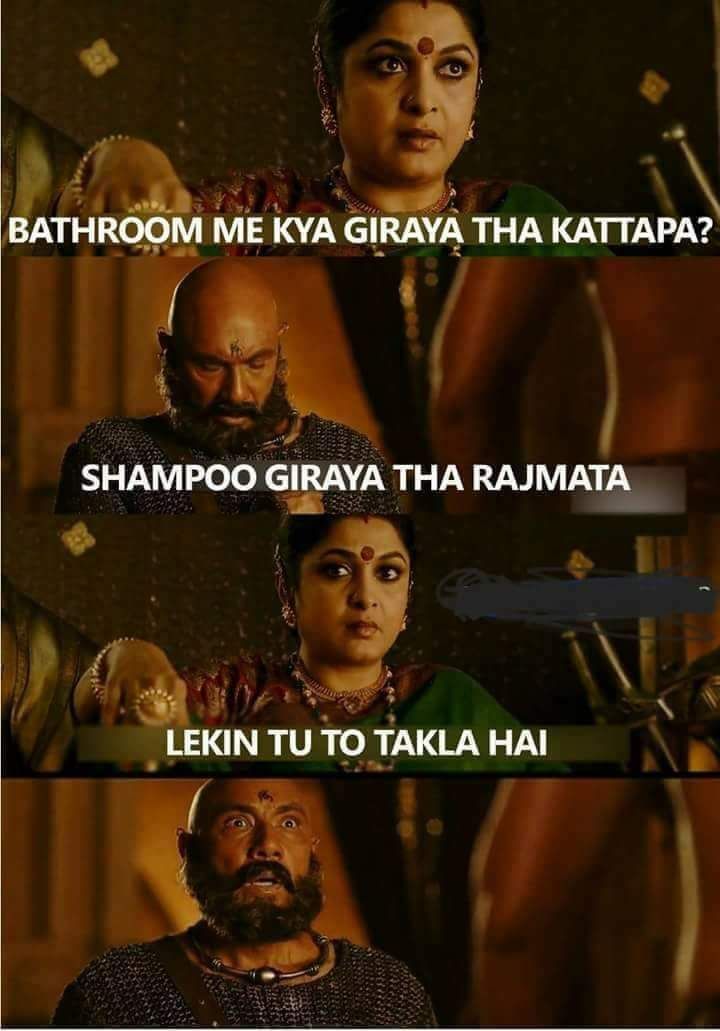 BATHROOM ME KYA GIRAYA THA KATTAPA?
SHAMPOO GIRAYA THA RAJMATA
LEKIN TU TO TAKLA HAI